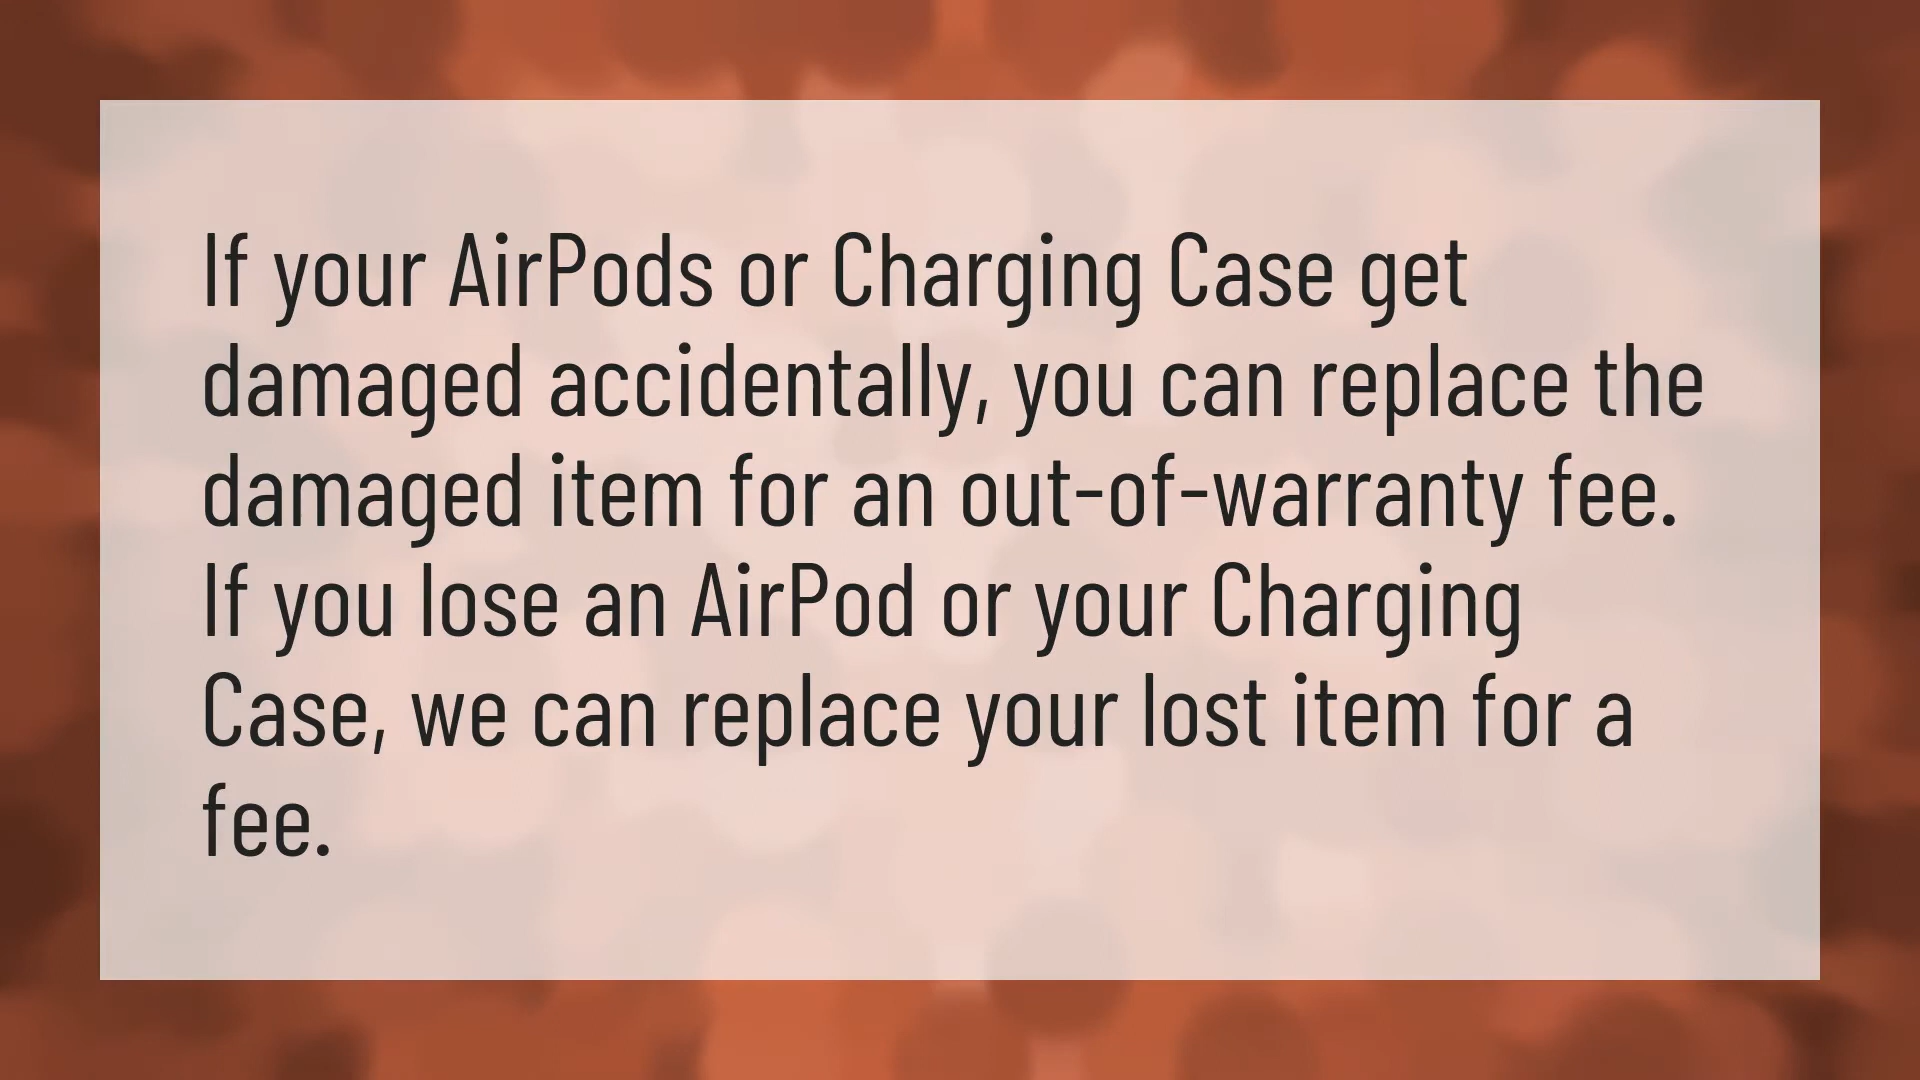 If your AirPods or Charging Case get
damaged accidentally, you can replace the
damaged item for an out-of-warranty fee.
If you lose an AirPod or your Charging
Case, we can replace your lost item for a
fee.